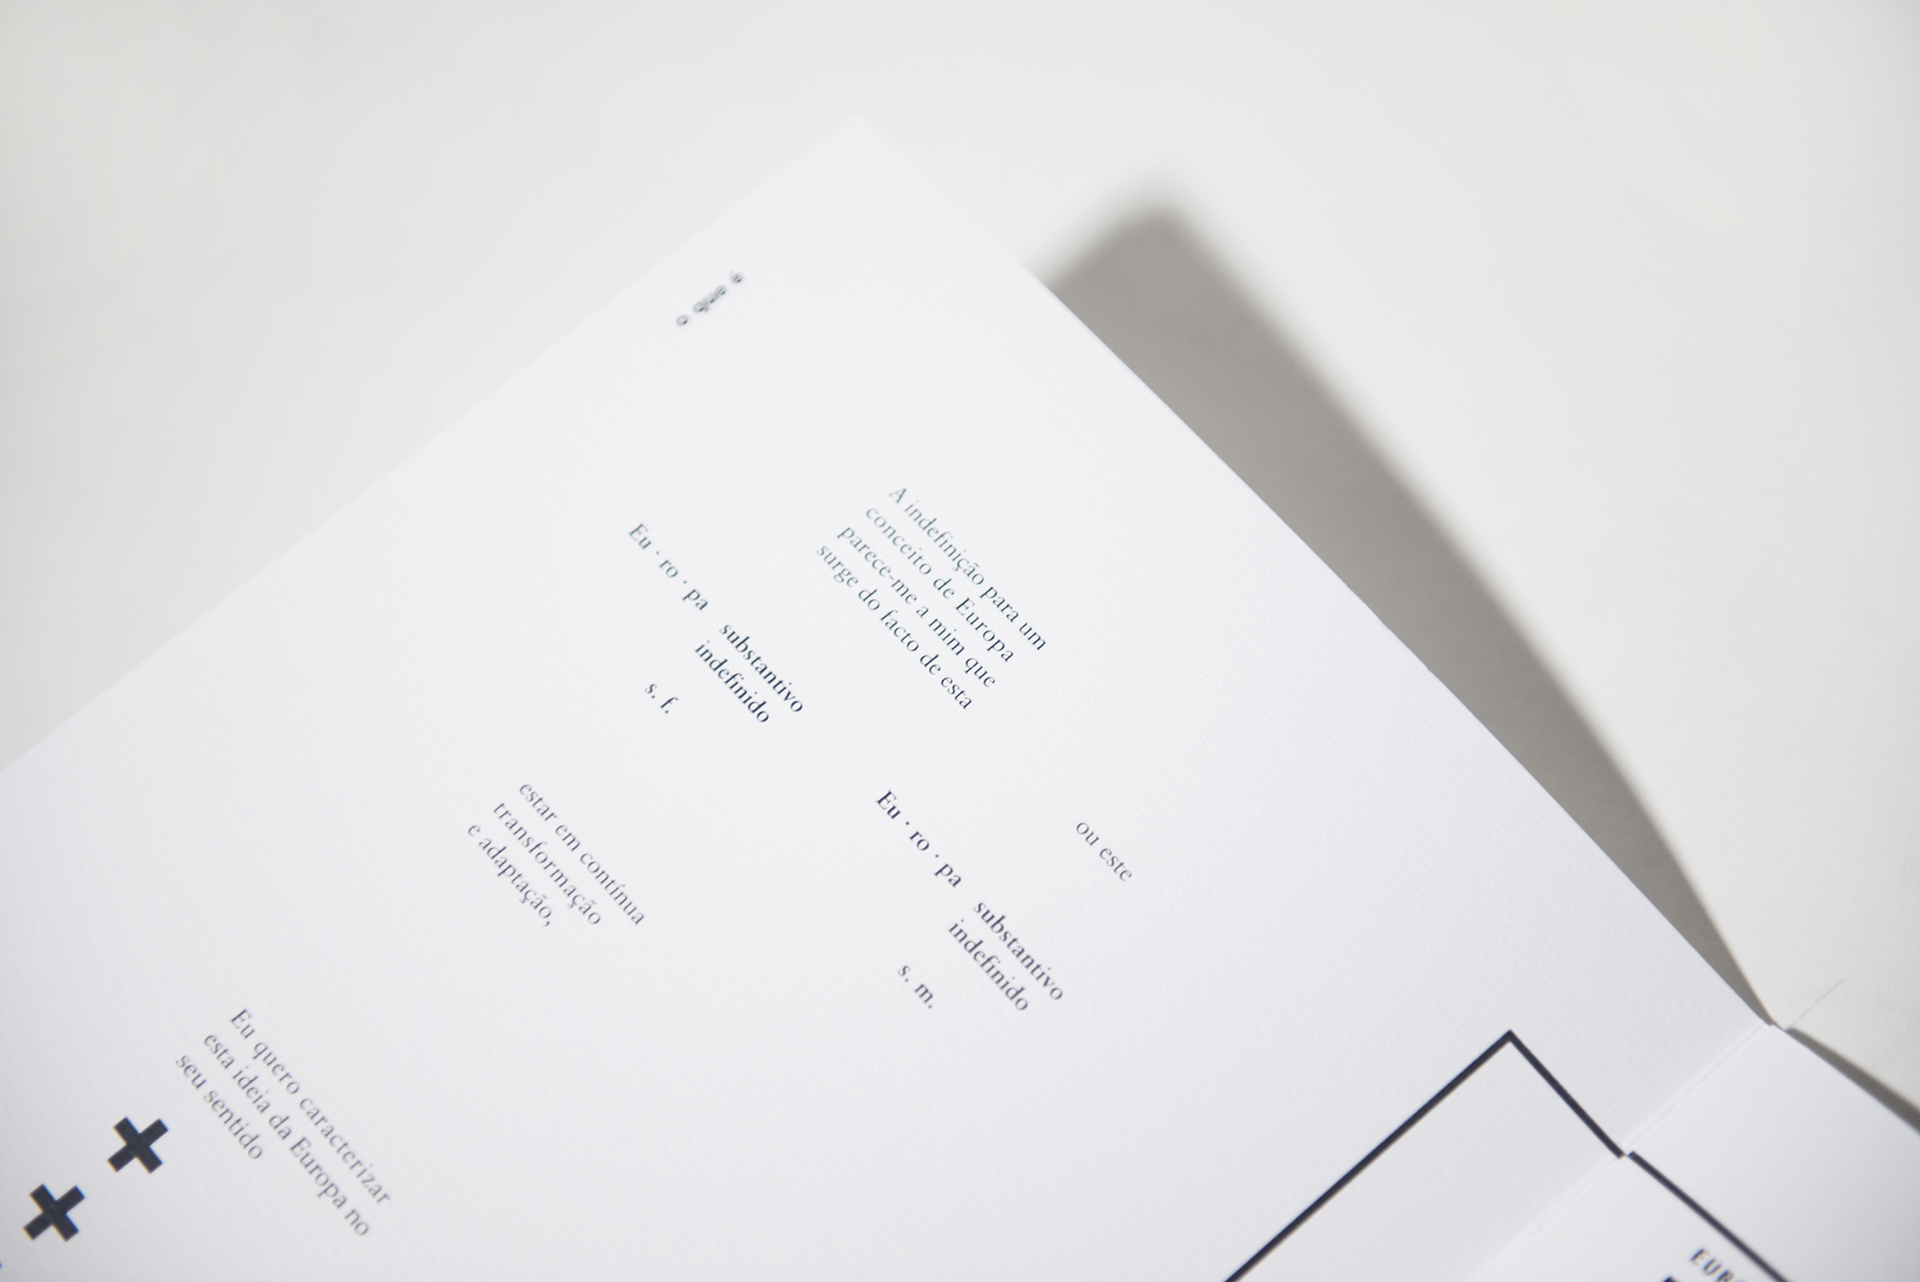 o que é
A indefinição para um
conceito de Europa
parece-me a mim que
surge do facto de esta
Eu · ro · pa
substantivo
indefinido
s. f.
ou este
Eu · ro · pa
substantivo
indefinido
s. m.
estar em contínua
transformação
e adaptação,
Eu quero caracterizar
esta ideia da Europa no
seu sentido